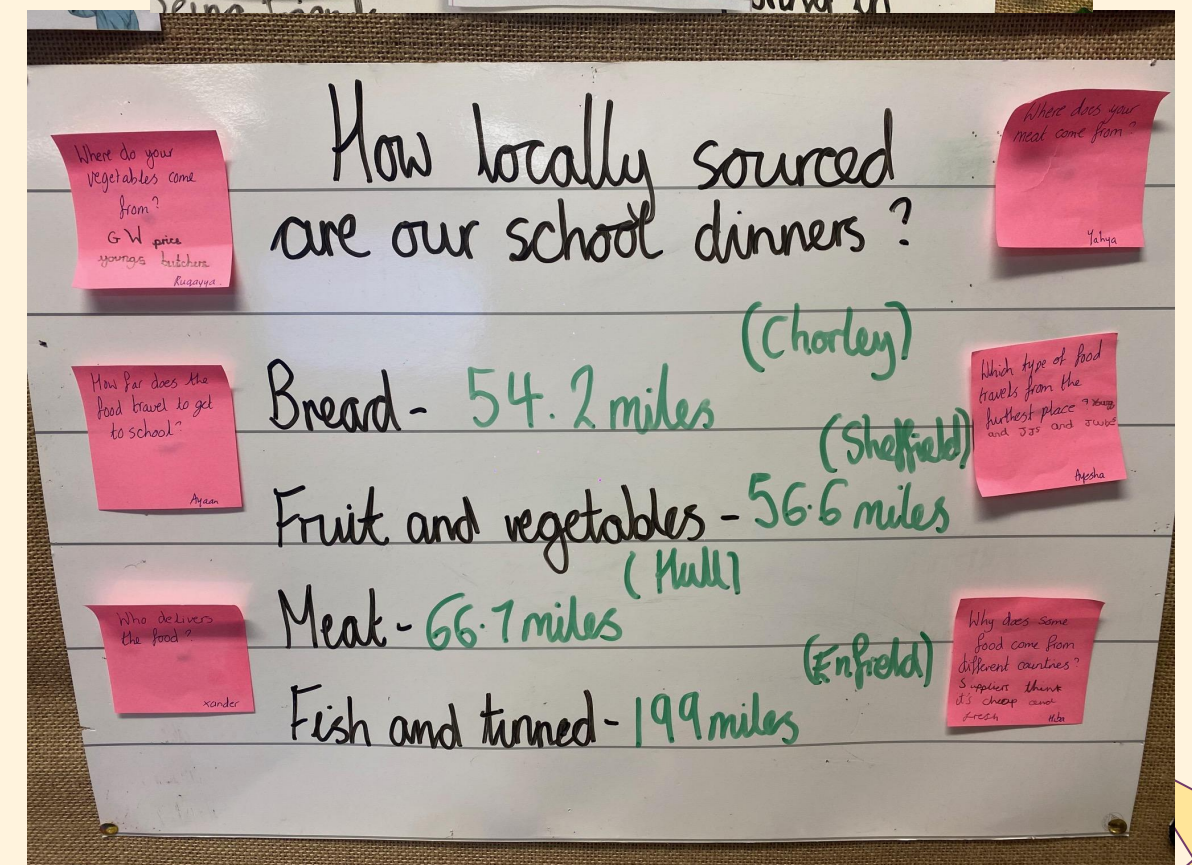 How locally sourced
are our school dinners?
Bread - 54.2 miles (Chorley)
Fruit and vegetables - 56.6 miles (Sheffield)
Meat - 66.7 miles (Hull)
Fish and tinned - 199 miles (Enfield)
Where do your
vegetables come
from?
G W price
youngs butchers
Ruqayya
How far does the
food travel to get
to school?
Ayaan
Who delivers
the food?
xander
Where does your
meat come from?
Yahya
Which type of food
travels from the
furthest place?
and JJS and
Ayesha
Why does some
food come from
different countries?
Suppliers think
it's cheap and
fresh